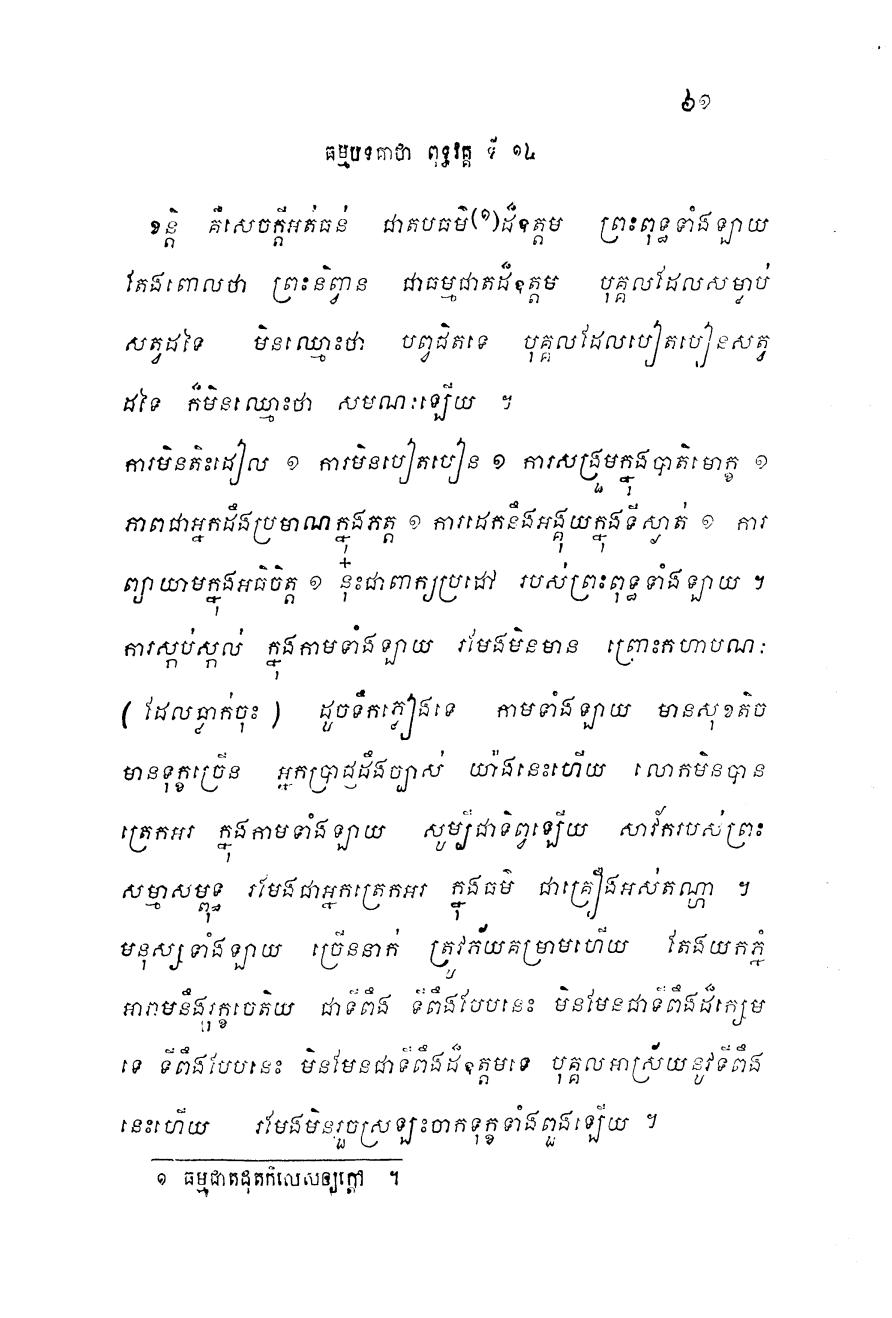 ៦១
ធម្មបទគាថា ពុទ្ធវគ្គ ទី ១៤
ខន្តី គឺសេចក្តីអត់ធន់ ជាតបធម៌(១)ដ៏ឧត្តម ព្រះពុទ្ធទាំងឡាយ
តែងពោលថា ព្រះនិព្វាន ជាធម្មជាតដ៏ឧត្តម បុគ្គលដែលសម្លាប់
សត្វដទៃ មិនឈ្មោះថា បព្វជិតទេ បុគ្គលដែលបៀតបៀនសត្វ
ដទៃ ក៏មិនឈ្មោះថា សមណៈឡើយ ។
ការមិនតិះដៀល ១ ការមិនបៀតបៀន ១ ការសង្រួមក្នុងបាតិមោក្ខ ១
ភាពជាអ្នកដឹងប្រមាណក្នុងភត្ត ១ ការដេកនឹងអង្គុយក្នុងទីស្ងាត់ ១ ការ
ព្យាយាមក្នុងអធិចិត្ត ១ នុ៎ះជាពាក្យប្រដៅ របស់ព្រះពុទ្ធទាំងឡាយ ។
ការស្កប់ស្កល់ ក្នុងកាមទាំងឡាយ រមែងមិនមាន ព្រោះកហាបណៈ
( ដែលធ្លាក់ចុះ ) ដូចទឹកភ្លៀងទេ កាមទាំងឡាយ មានសុខតិច
មានទុក្ខច្រើន អ្នកប្រាជ្ញដឹងច្បាស់ យ៉ាងនេះហើយ លោកមិនបាន
ត្រេកអរ ក្នុងកាមទាំងឡាយ សូម្បីជាទិព្វឡើយ សាវ័ករបស់ព្រះ
សម្មាសម្ពុទ្ធ រមែងជាអ្នកត្រេកអរ ក្នុងធម៌ ជាគ្រឿងអស់តណ្ហា ។
មនុស្សទាំងឡាយ ច្រើននាក់ ត្រូវភ័យគម្រាមហើយ តែងយកភ្នំ
អារាមនឹងរុក្ខចេតិយ ជាទីពឹង ទីពឹងបែបនេះ មិនមែនជាទីពឹងដ៏ក្សេម
ទេ ទីពឹងបែបនេះ មិនមែនជាទីពឹងដ៏ឧត្តមទេ បុគ្គលអាស្រ័យនូវទីពឹង
នេះហើយ រមែងមិនរួចស្រឡះចាកទុក្ខទាំងពួងឡើយ ។
១ ធម្មជាតដុតកិលេសឲ្យក្តៅ ។